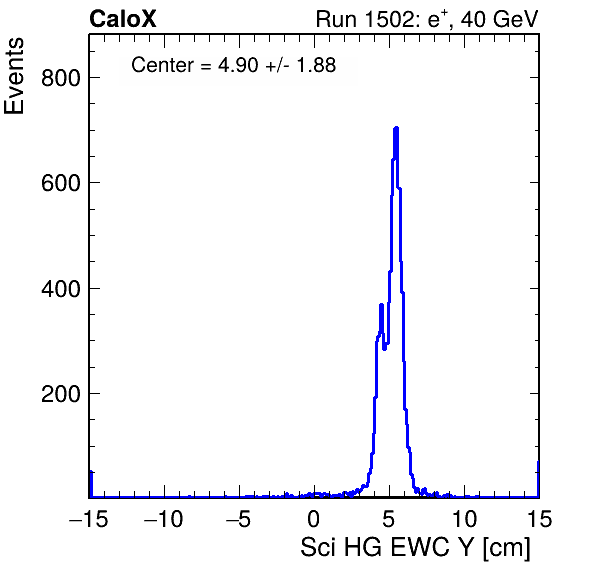 CaloX Run 1502: e⁺, 40 GeV
Center = 4.90 +/- 1.88
Events
800
600
400
200
−15 −10 −5 0 5 10 15
Sci HG EWC Y [cm]